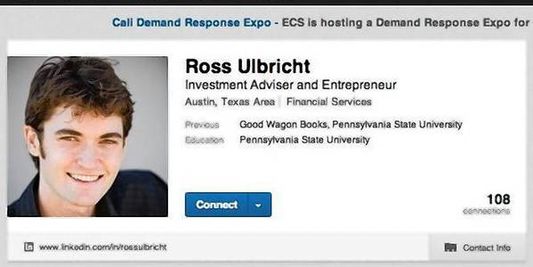 Cali Demand Response Expo - ECS is hosting a Demand Response Expo for
Ross Ulbricht
Investment Adviser and Entrepreneur
Austin, Texas Area | Financial Services
Previous Good Wagon Books, Pennsylvania State University
Education Pennsylvania State University
Connect
108
connections
in www.linkedin.com/in/rossulbricht
Contact Info